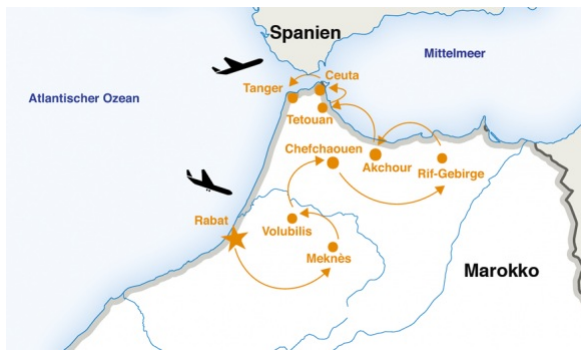 Spanien
Mittelmeer
Ceuta
Tanger
Atlantischer Ozean
Tetouan
Chefchaouen
Akchour
Rif-Gebirge
Rabat
Volubilis
Meknès
Marokko